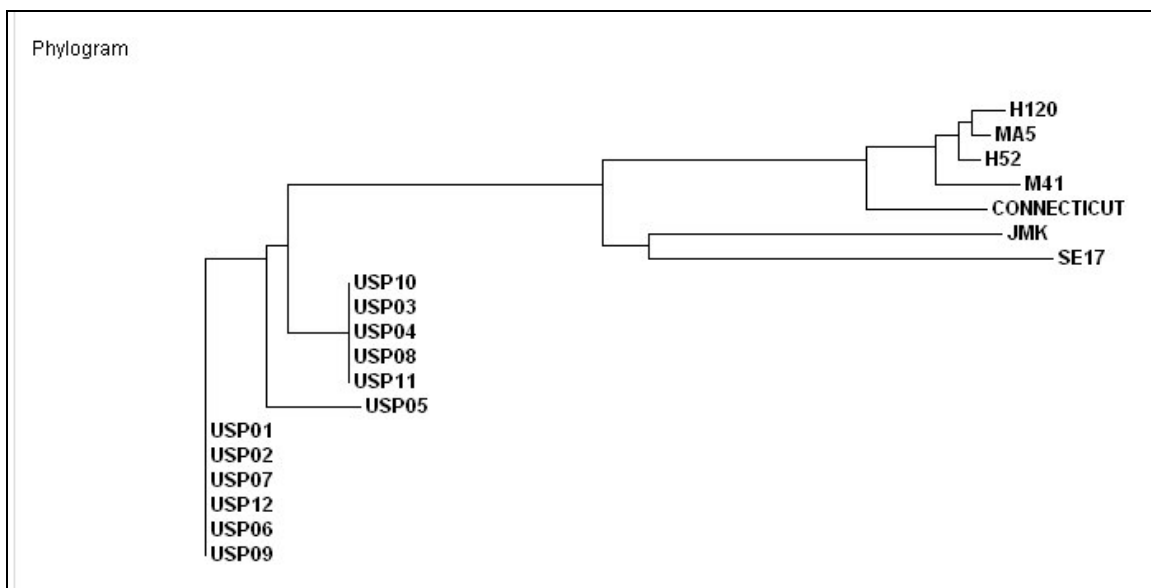 Phylogram
H120
MA5
H52
M41
CONNECTICUT
JMK
SE17
USP10
USP03
USP04
USP08
USP11
USP05
USP01
USP02
USP07
USP12
USP06
USP09